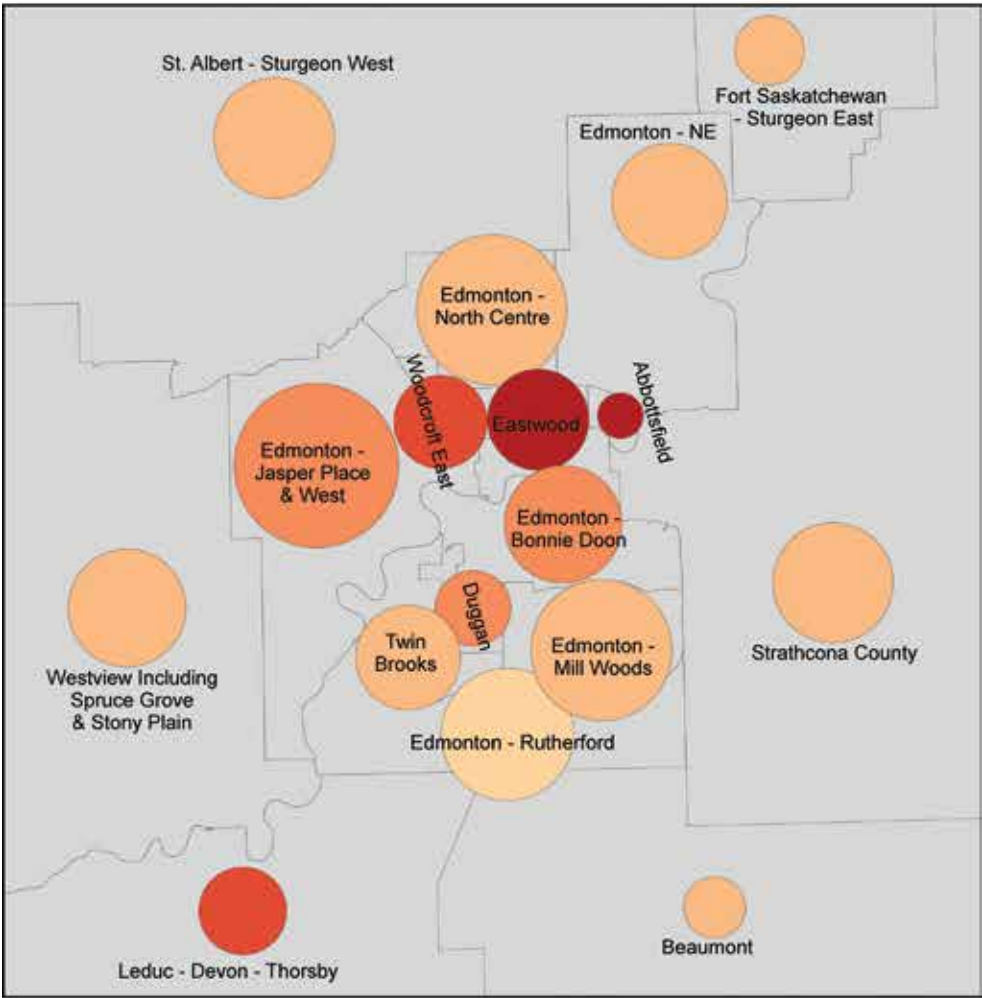 St. Albert - Sturgeon West
Fort Saskatchewan
- Sturgeon East
Edmonton - NE
Edmonton -
North Centre
Woodcroft East
Eastwood
Abbottsfield
Edmonton -
Jasper Place
& West
Edmonton -
Bonnie Doon
Duggan
Twin
Brooks
Edmonton -
Mill Woods
Strathcona County
Westview Including
Spruce Grove
& Stony Plain
Edmonton - Rutherford
Beaumont
Leduc - Devon - Thorsby